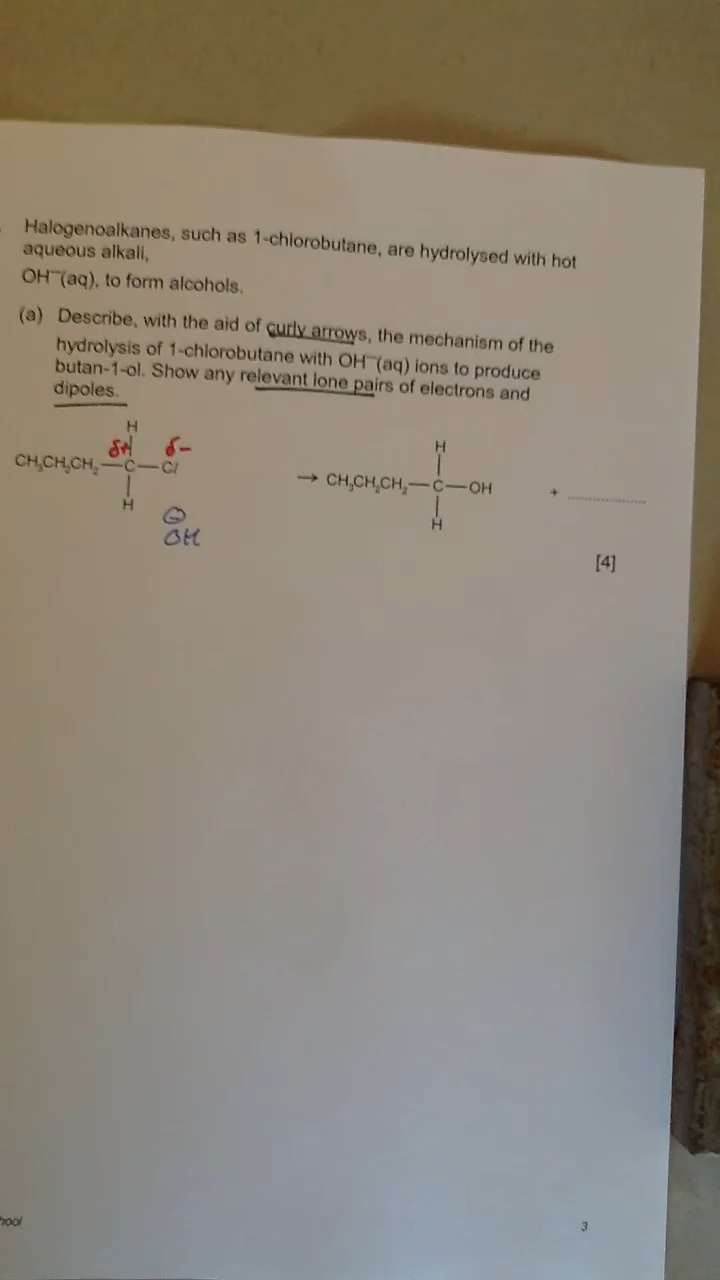 Halogenoalkanes, such as 1-chlorobutane, are hydrolysed with hot
aqueous alkali,
OH⁻(aq), to form alcohols.
(a) Describe, with the aid of curly arrows, the mechanism of the
hydrolysis of 1-chlorobutane with OH⁻(aq) ions to produce
butan-1-ol. Show any relevant lone pairs of electrons and
dipoles.
H
δ+ δ−
CH₃CH₂CH₂—C—Cl
H
⊖
OH
H
→ CH₃CH₂CH₂—C—OH + ..................
H
[4]
3